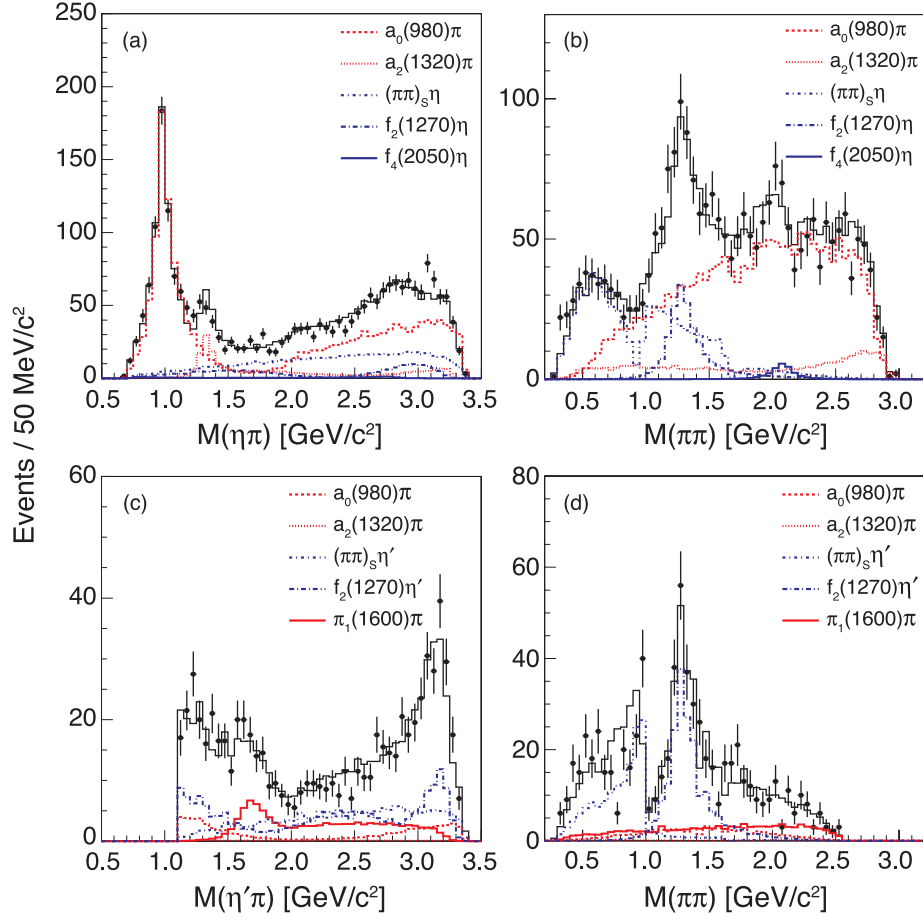 Events / 50 MeV/c²
(a)
a₀(980)π
a₂(1320)π
(ππ)ₛη
f₂(1270)η
f₄(2050)η
250
200
150
100
50
0
0.5 1.0 1.5 2.0 2.5 3.0 3.5
M(ηπ) [GeV/c²]
(b)
a₀(980)π
a₂(1320)π
(ππ)ₛη
f₂(1270)η
f₄(2050)η
100
50
0
0.5 1.0 1.5 2.0 2.5 3.0
M(ππ) [GeV/c²]
(c)
a₀(980)π
a₂(1320)π
(ππ)ₛη′
f₂(1270)η′
π₁(1600)π
60
40
20
0
0.5 1.0 1.5 2.0 2.5 3.0 3.5
M(η′π) [GeV/c²]
(d)
a₀(980)π
a₂(1320)π
(ππ)ₛη′
f₂(1270)η′
π₁(1600)π
80
60
40
20
0
0.5 1.0 1.5 2.0 2.5 3.0
M(ππ) [GeV/c²]